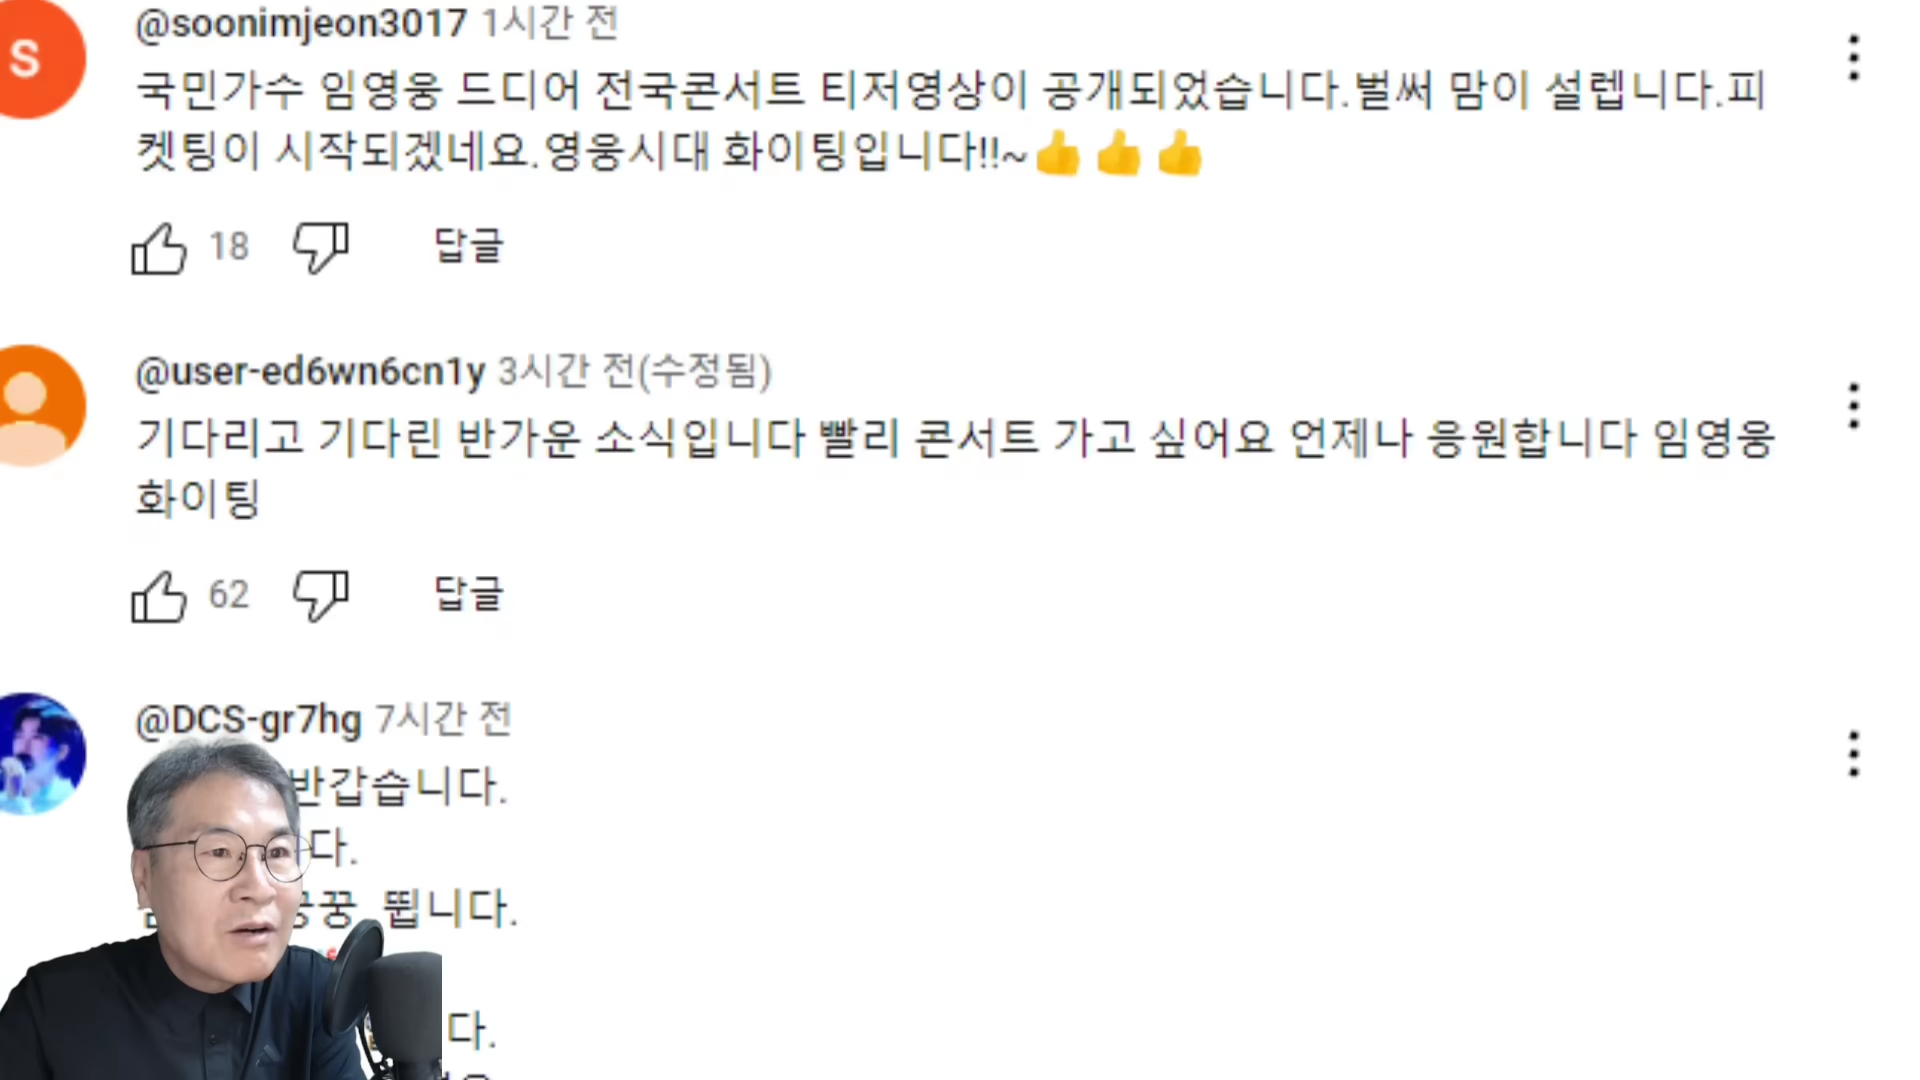 S
@soonimjeon3017 1시간 전
국민가수 임영웅 드디어 전국콘서트 티저영상이 공개되었습니다.벌써 맘이 설렙니다.피
켓팅이 시작되겠네요.영웅시대 화이팅입니다!!~👍👍👍
18 답글
@user-ed6wn6cn1y 3시간 전(수정됨)
기다리고 기다린 반가운 소식입니다 빨리 콘서트 가고 싶어요 언제나 응원합니다 임영웅
화이팅
62 답글
@DCS-gr7hg 7시간 전
반갑습니다.
다.
뜁니다.
다.